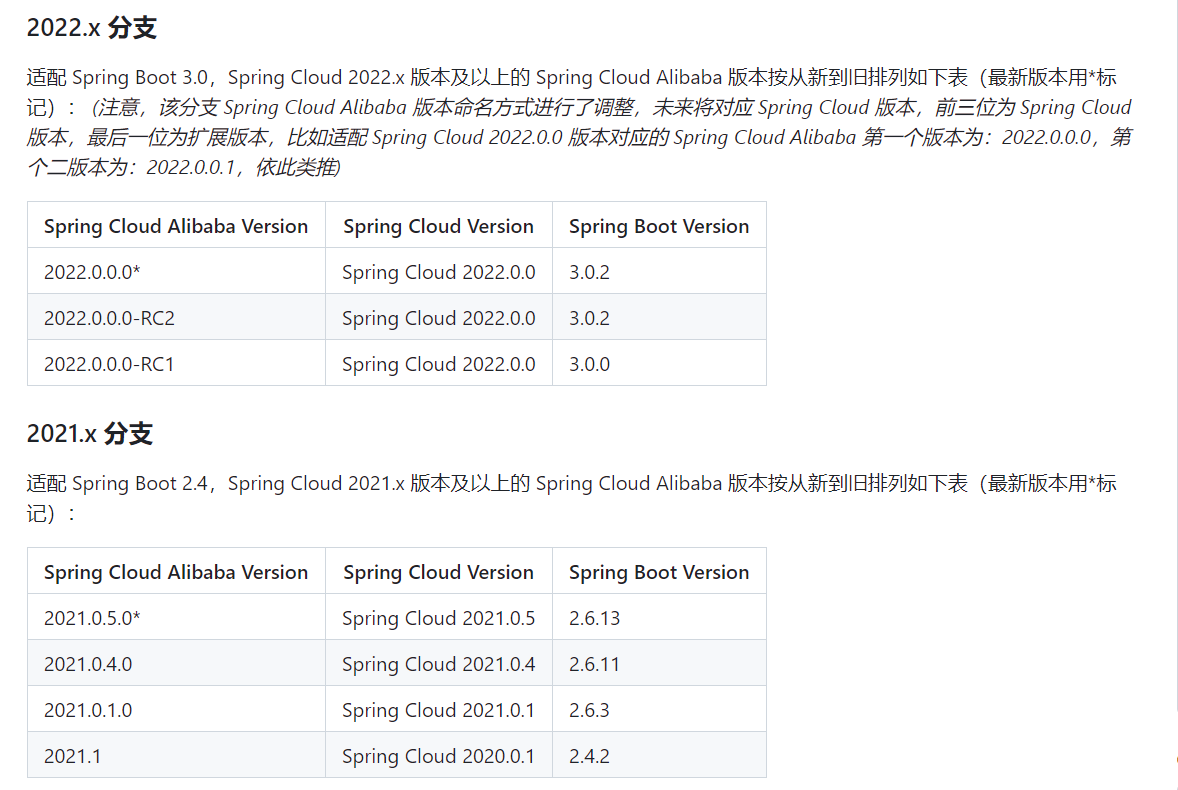 2022.x 分支
适配 Spring Boot 3.0，Spring Cloud 2022.x 版本及以上的 Spring Cloud Alibaba 版本按从新到旧排列如下表（最新版本用*标
记）：(注意，该分支 Spring Cloud Alibaba 版本命名方式进行了调整，未来将对应 Spring Cloud 版本，前三位为 Spring Cloud
版本，最后一位为扩展版本，比如适配 Spring Cloud 2022.0.0 版本对应的 Spring Cloud Alibaba 第一个版本为：2022.0.0.0，第
个二版本为：2022.0.0.1，依此类推)
Spring Cloud Alibaba Version Spring Cloud Version Spring Boot Version
2022.0.0.0* Spring Cloud 2022.0.0 3.0.2
2022.0.0.0-RC2 Spring Cloud 2022.0.0 3.0.2
2022.0.0.0-RC1 Spring Cloud 2022.0.0 3.0.0
2021.x 分支
适配 Spring Boot 2.4，Spring Cloud 2021.x 版本及以上的 Spring Cloud Alibaba 版本按从新到旧排列如下表（最新版本用*标
记）：
Spring Cloud Alibaba Version Spring Cloud Version Spring Boot Version
2021.0.5.0* Spring Cloud 2021.0.5 2.6.13
2021.0.4.0 Spring Cloud 2021.0.4 2.6.11
2021.0.1.0 Spring Cloud 2021.0.1 2.6.3
2021.1 Spring Cloud 2020.0.1 2.4.2